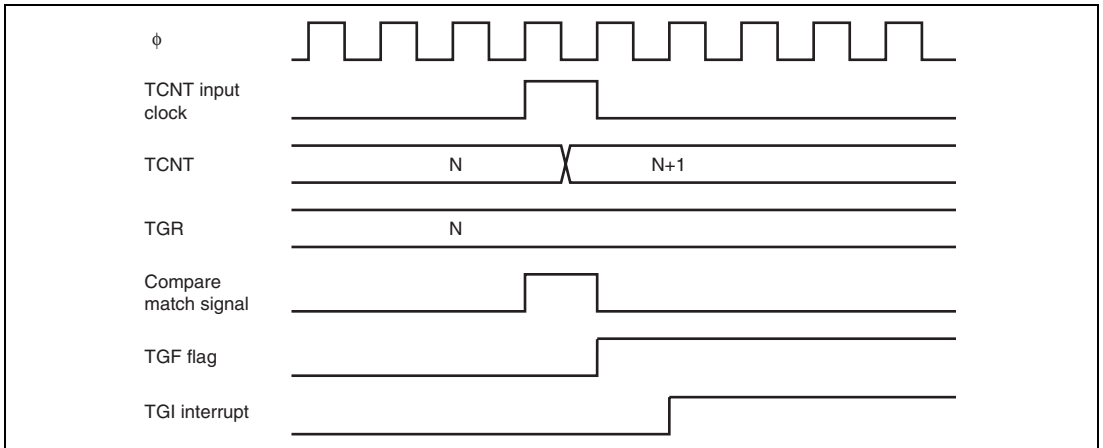 ϕ
TCNT input
clock
TCNT
N
N+1
TGR
N
Compare
match signal
TGF flag
TGI interrupt